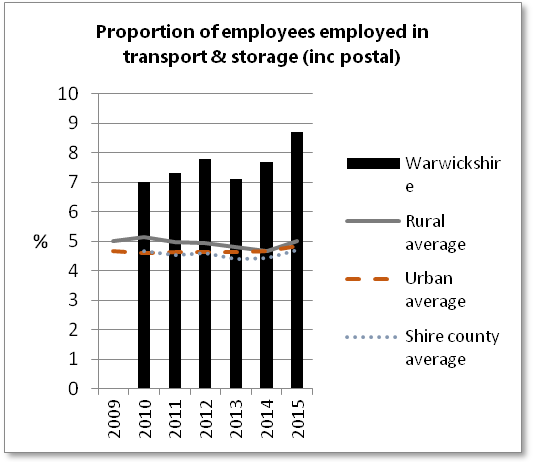 Proportion of employees employed in
transport & storage (inc postal)
10
9
8
7
6
5
4
3
2
1
0
%
2009
2010
2011
2012
2013
2014
2015
Warwickshir
e
Rural
average
Urban
average
Shire county
average